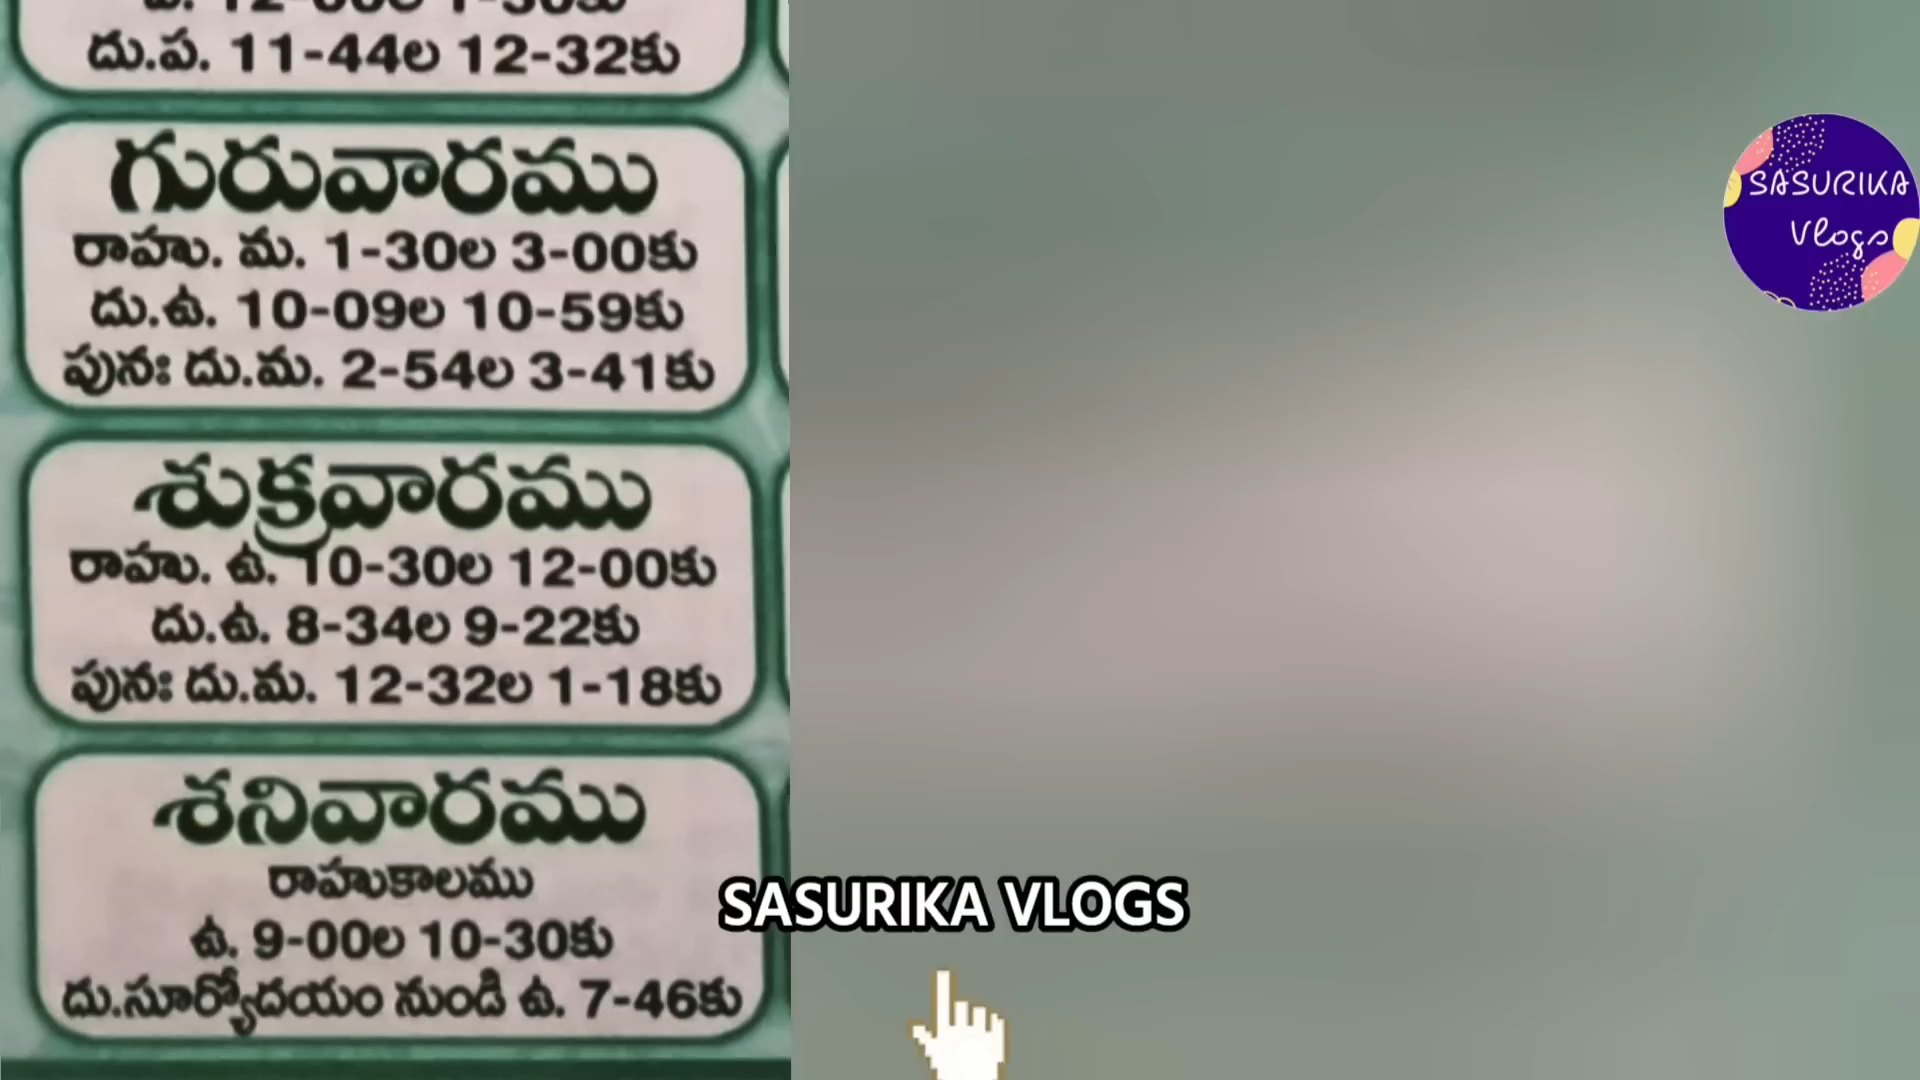 దు.ప. 11-44ల 12-32కు
గురువారము
రాహు. మ. 1-30ల 3-00కు
దు.ఉ. 10-09ల 10-59కు
పునః దు.మ. 2-54ల 3-41కు
శుక్రవారము
రాహు. ఉ. 10-30ల 12-00కు
దు.ఉ. 8-34ల 9-22కు
పునః దు.మ. 12-32ల 1-18కు
శనివారము
రాహుకాలము
ఉ. 9-00ల 10-30కు
దు.సూర్యోదయం నుండి ఉ. 7-46కు
SASURIKA
Vlogs
SASURIKA VLOGS